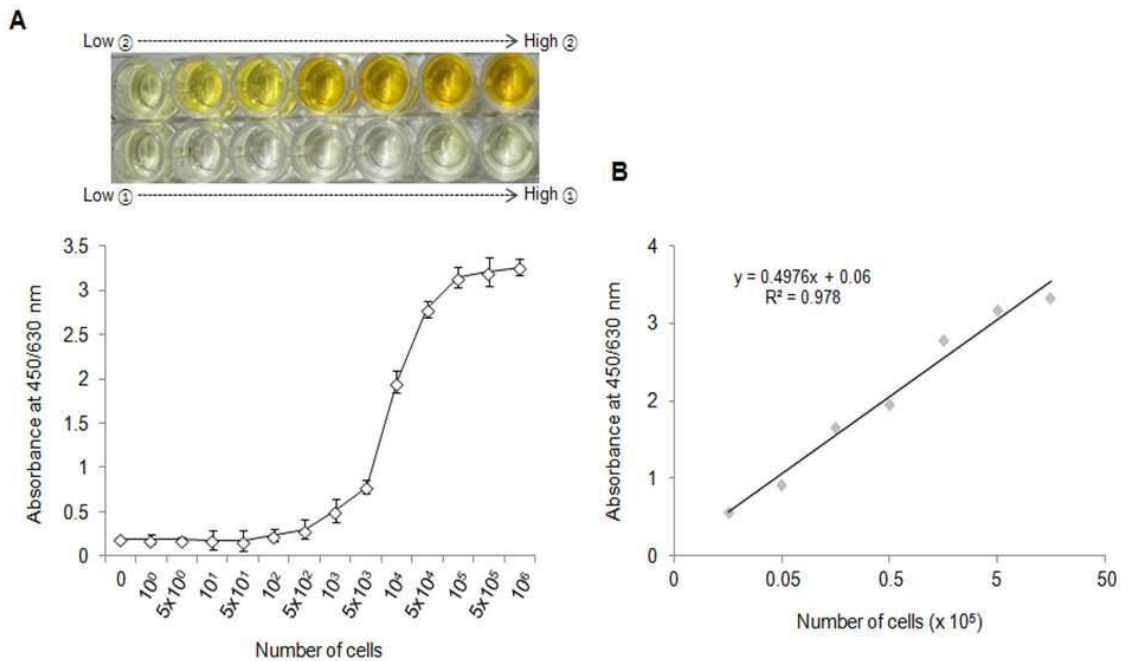 A
Low ② High ②
Low ① High ①
3.5
3
2.5
2
1.5
1
0.5
0
Absorbance at 450/630 nm
0 10⁰ 5x10⁰ 10¹ 5x10¹ 10² 5x10² 10³ 5x10³ 10⁴ 5x10⁴ 10⁵ 5x10⁵ 10⁶
Number of cells
B
4
3
2
1
0
Absorbance at 450/630 nm
y = 0.4976x + 0.06
R² = 0.978
0 0.05 0.5 5 50
Number of cells (x 10⁵)